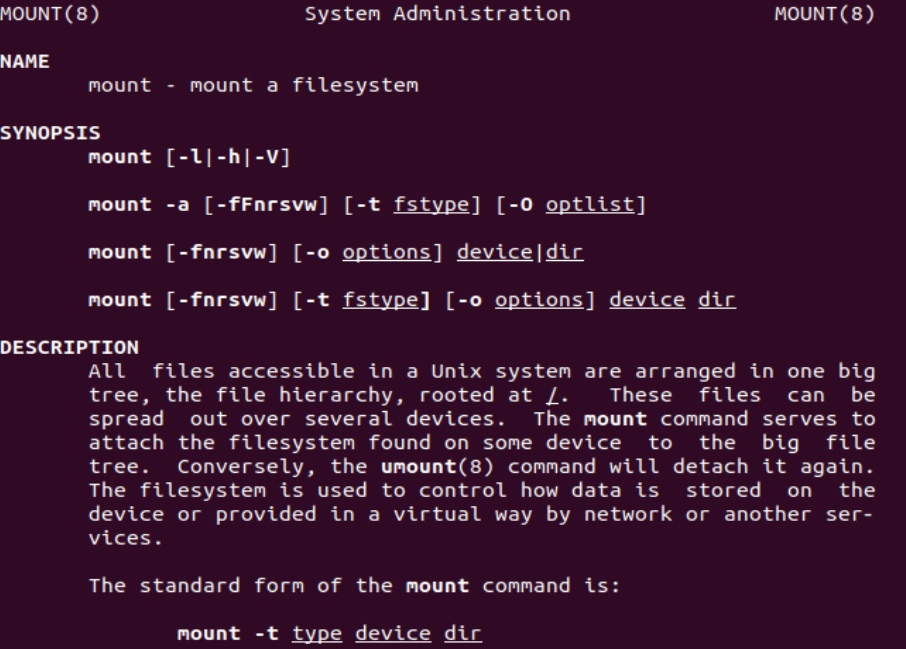 MOUNT(8)                System Administration                MOUNT(8)
NAME
mount - mount a filesystem
SYNOPSIS
mount [-l|-h|-V]
mount -a [-fFnrsvw] [-t fstype] [-O optlist]
mount [-fnrsvw] [-o options] device|dir
mount [-fnrsvw] [-t fstype] [-o options] device dir
DESCRIPTION
All  files accessible in a Unix system are arranged in one big
tree, the file hierarchy, rooted at /.   These  files  can  be
spread  out over several devices.  The mount command serves to
attach the filesystem found on some device  to  the  big  file
tree.  Conversely, the umount(8) command will detach it again.
The filesystem is used to control how data is  stored  on  the
device or provided in a virtual way by network or another ser-
vices.
The standard form of the mount command is:
mount -t type device dir